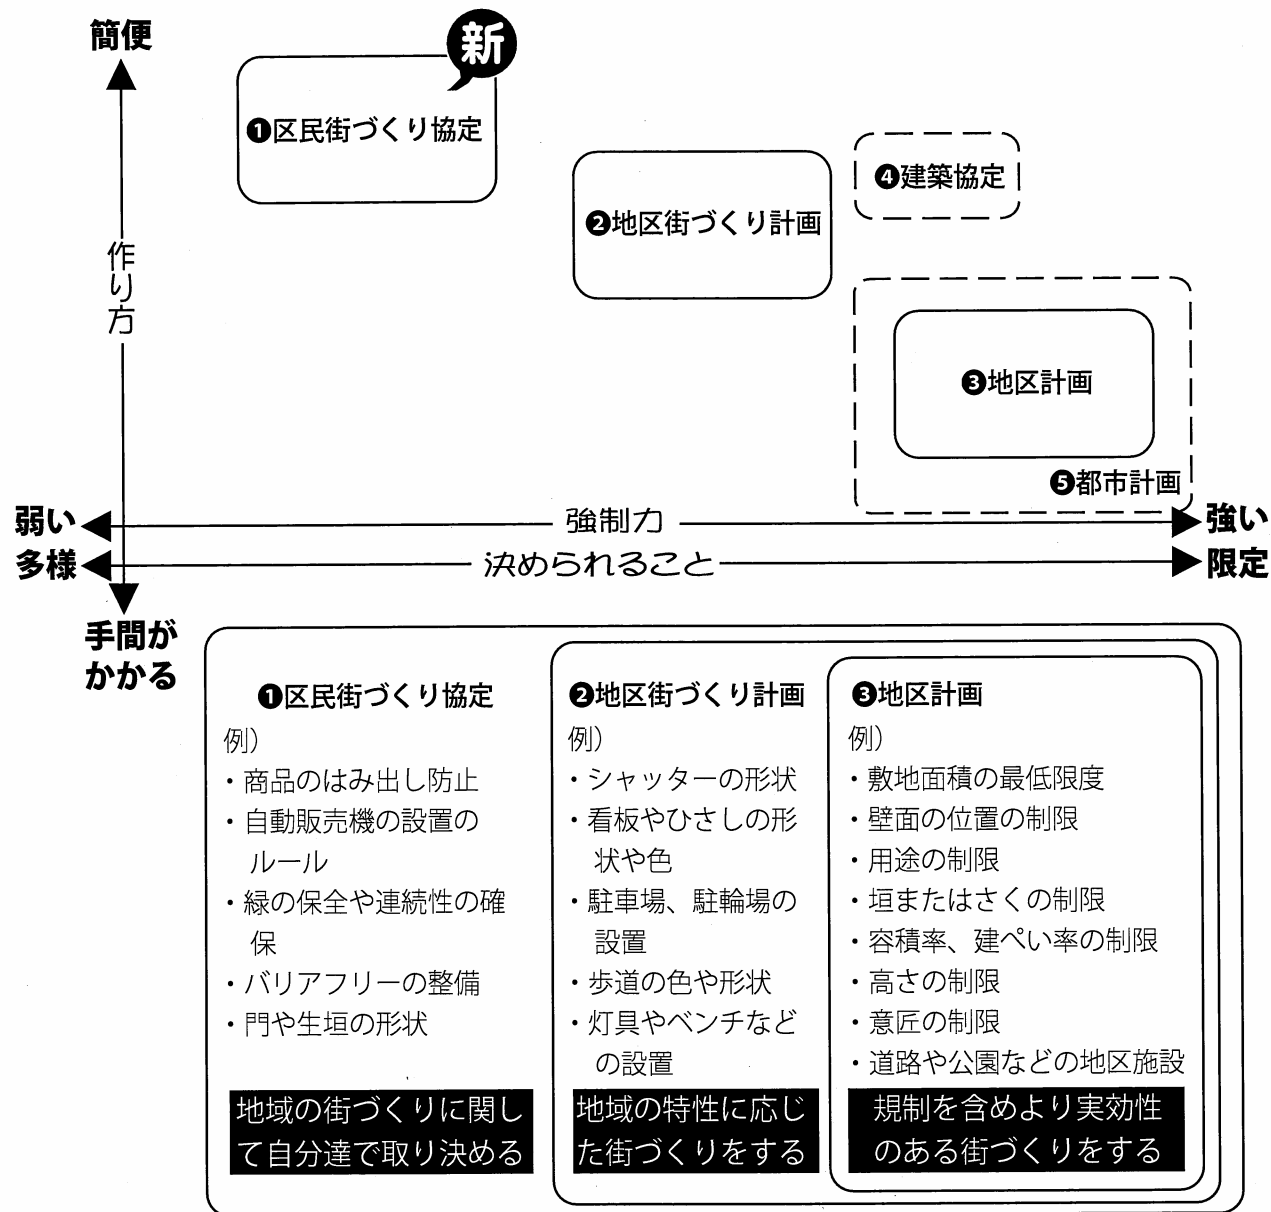 簡便
新
❶区民街づくり協定
❹建築協定
❷地区街づくり計画
作り方
❸地区計画
❺都市計画
弱い
強制力
強い
多様
決められること
限定
手間が
かかる
❶区民街づくり協定
例）
・商品のはみ出し防止
・自動販売機の設置の
ルール
・緑の保全や連続性の確
保
・バリアフリーの整備
・門や生垣の形状
地域の街づくりに関し
て自分達で取り決める
❷地区街づくり計画
例）
・シャッターの形状
・看板やひさしの形
状や色
・駐車場、駐輪場の
設置
・歩道の色や形状
・灯具やベンチなど
の設置
地域の特性に応じ
た街づくりをする
❸地区計画
例）
・敷地面積の最低限度
・壁面の位置の制限
・用途の制限
・垣またはさくの制限
・容積率、建ぺい率の制限
・高さの制限
・意匠の制限
・道路や公園などの地区施設
規制を含めより実効性
のある街づくりをする